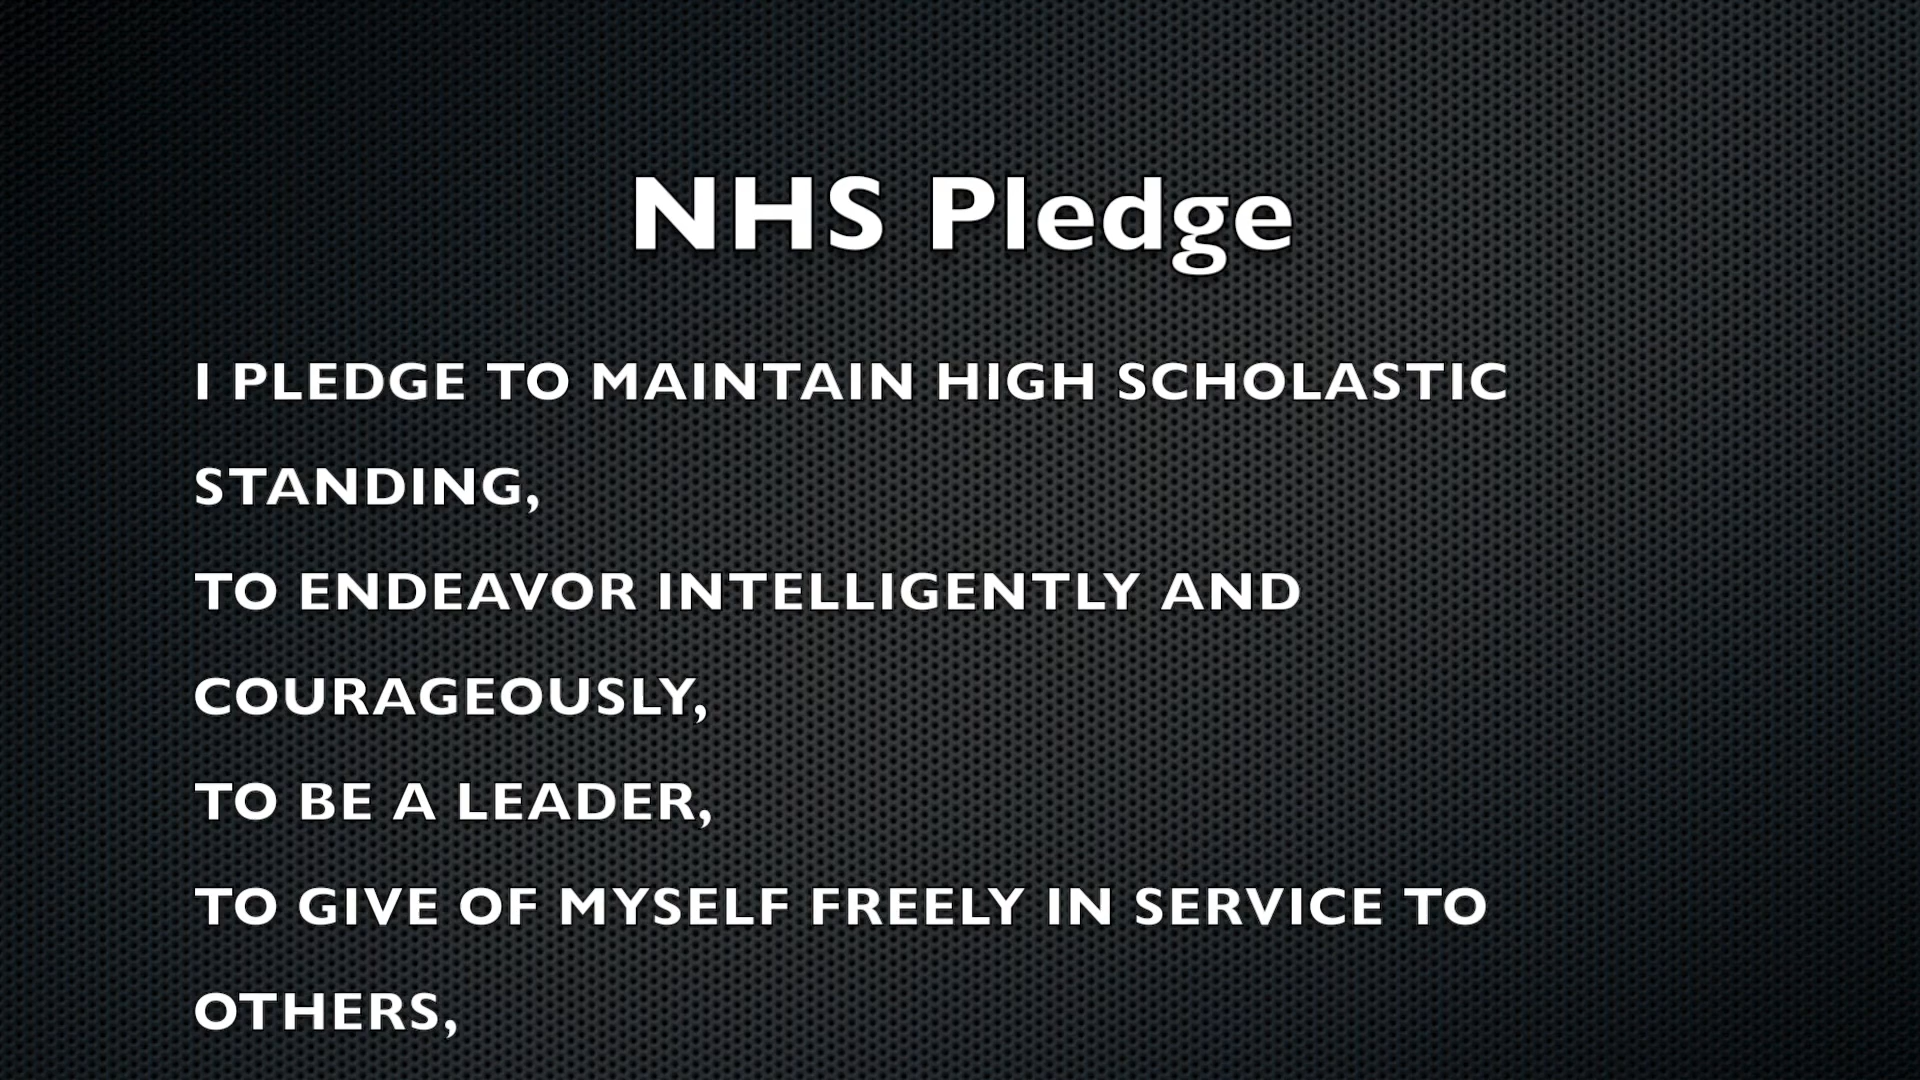 NHS Pledge
I PLEDGE TO MAINTAIN HIGH SCHOLASTIC
STANDING,
TO ENDEAVOR INTELLIGENTLY AND
COURAGEOUSLY,
TO BE A LEADER,
TO GIVE OF MYSELF FREELY IN SERVICE TO
OTHERS,